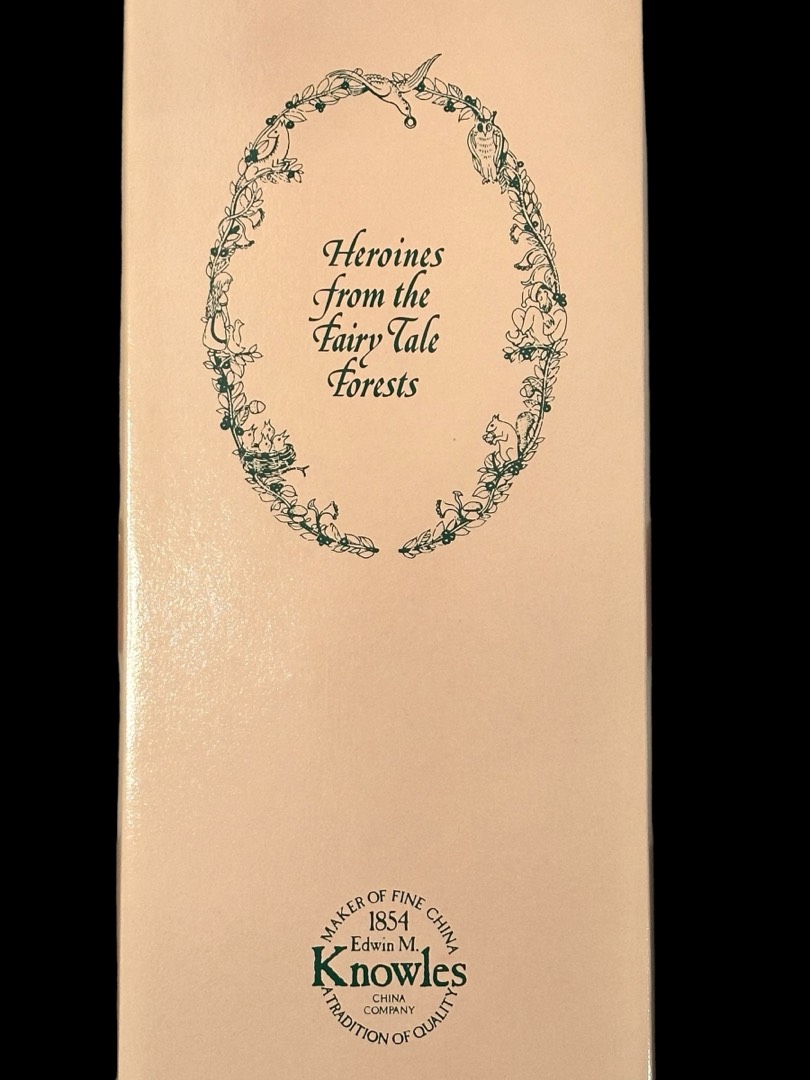 Heroines
from the
Fairy Tale
Forests
MAKER OF FINE CHINA
1854
Edwin M.
Knowles
CHINA
COMPANY
A TRADITION OF QUALITY